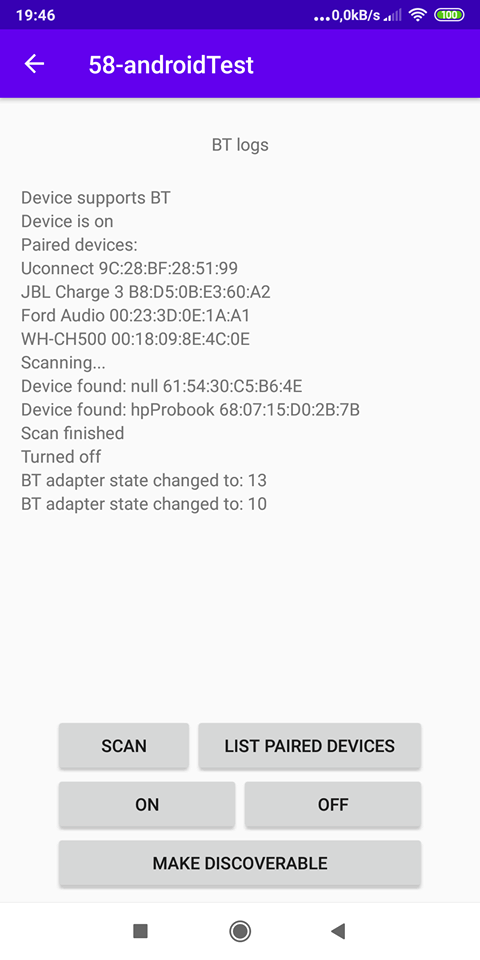 19:46
...0,0kB/s
100
58-androidTest
BT logs
Device supports BT
Device is on
Paired devices:
Uconnect 9C:28:BF:28:51:99
JBL Charge 3 B8:D5:0B:E3:60:A2
Ford Audio 00:23:3D:0E:1A:A1
WH-CH500 00:18:09:8E:4C:0E
Scanning...
Device found: null 61:54:30:C5:B6:4E
Device found: hpProbook 68:07:15:D0:2B:7B
Scan finished
Turned off
BT adapter state changed to: 13
BT adapter state changed to: 10
SCAN
LIST PAIRED DEVICES
ON
OFF
MAKE DISCOVERABLE